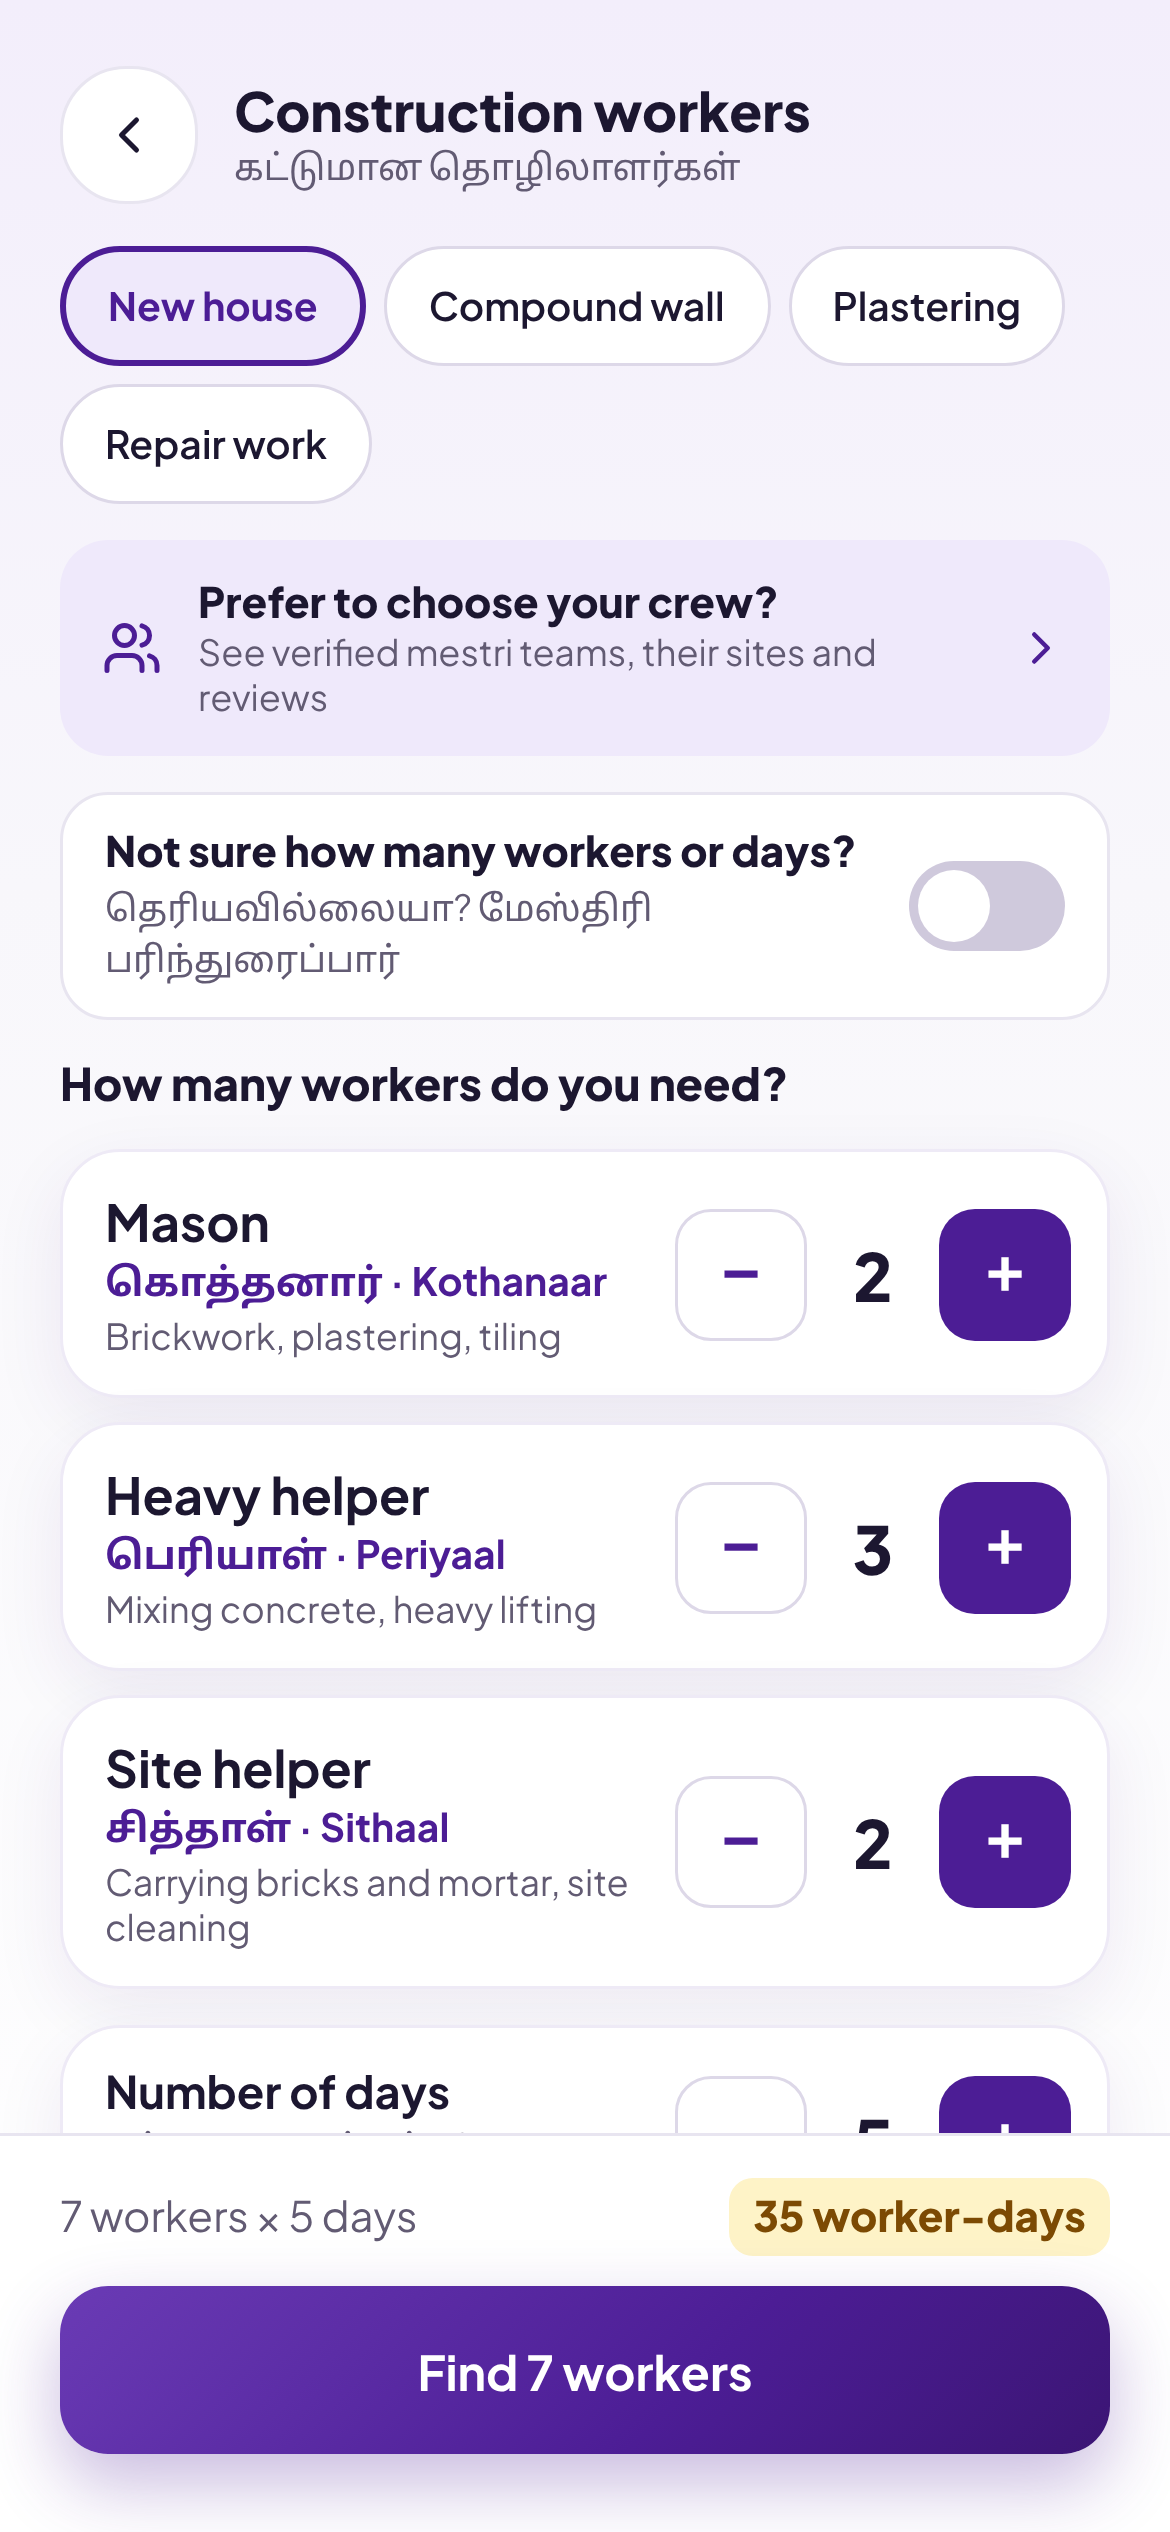 Construction workers
கட்டுமான தொழிலாளர்கள்
New house
Compound wall
Plastering
Repair work
Prefer to choose your crew?
See verified mestri teams, their sites and
reviews
Not sure how many workers or days?
தெரியவில்லையா? மேஸ்திரி
பரிந்துரைப்பார்
How many workers do you need?
Mason
கொத்தனார் · Kothanaar
Brickwork, plastering, tiling
− 2 +
Heavy helper
பெரியாள் · Periyaal
Mixing concrete, heavy lifting
− 3 +
Site helper
சித்தாள் · Sithaal
Carrying bricks and mortar, site
cleaning
− 2 +
Number of days
7 workers × 5 days
35 worker-days
Find 7 workers